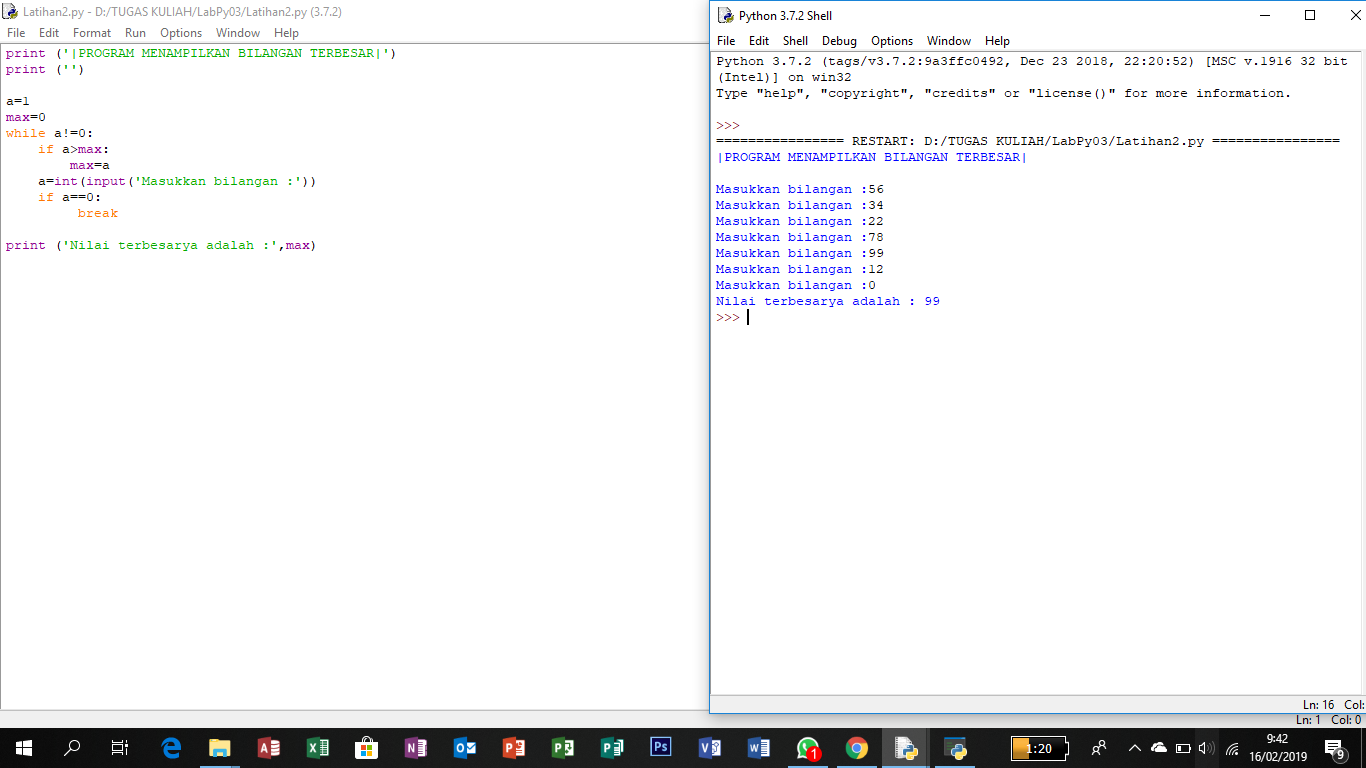 Latihan2.py - D:/TUGAS KULIAH/LabPy03/Latihan2.py (3.7.2)
File Edit Format Run Options Window Help
print ('|PROGRAM MENAMPILKAN BILANGAN TERBESAR|')
print ('')
a=1
max=0
while a!=0:
    if a>max:
        max=a
    a=int(input('Masukkan bilangan :'))
    if a==0:
         break
print ('Nilai terbesarya adalah :',max)
Python 3.7.2 Shell
File Edit Shell Debug Options Window Help
Python 3.7.2 (tags/v3.7.2:9a3ffc0492, Dec 23 2018, 22:20:52) [MSC v.1916 32 bit
(Intel)] on win32
Type "help", "copyright", "credits" or "license()" for more information.
>>>
================ RESTART: D:/TUGAS KULIAH/LabPy03/Latihan2.py ================
|PROGRAM MENAMPILKAN BILANGAN TERBESAR|
Masukkan bilangan :56
Masukkan bilangan :34
Masukkan bilangan :22
Masukkan bilangan :78
Masukkan bilangan :99
Masukkan bilangan :12
Masukkan bilangan :0
Nilai terbesarya adalah : 99
>>>
Ln: 16 Col:
Ln: 1 Col: 0
1:20
9:42
16/02/2019
1
9
Ps